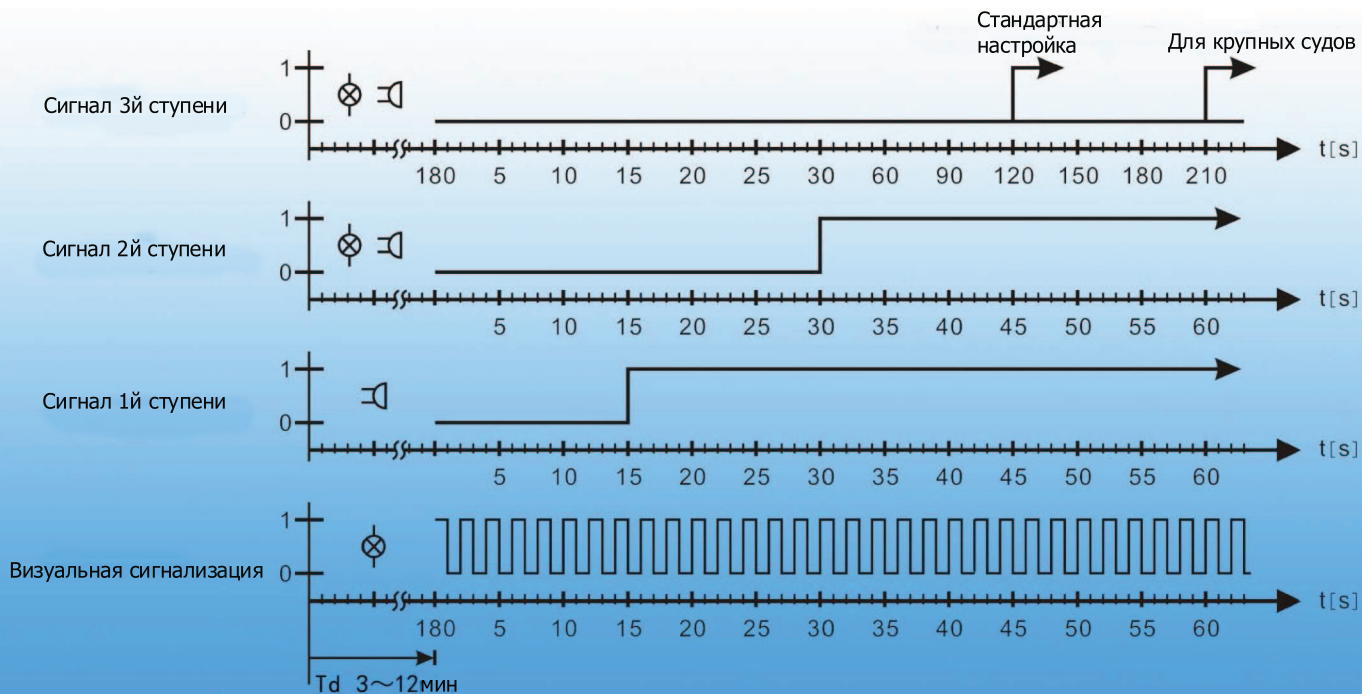 Стандартная
настройка
Для крупных судов
1
Сигнал 3й ступени
0
t[s]
180 5 10 15 20 25 30 60 90 120 150 180 210
1
Сигнал 2й ступени
0
t[s]
5 10 15 20 25 30 35 40 45 50 55 60
1
Сигнал 1й ступени
0
t[s]
5 10 15 20 25 30 35 40 45 50 55 60
1
Визуальная сигнализация
0
t[s]
180 5 10 15 20 25 30 35 40 45 50 55 60
Td 3～12мин